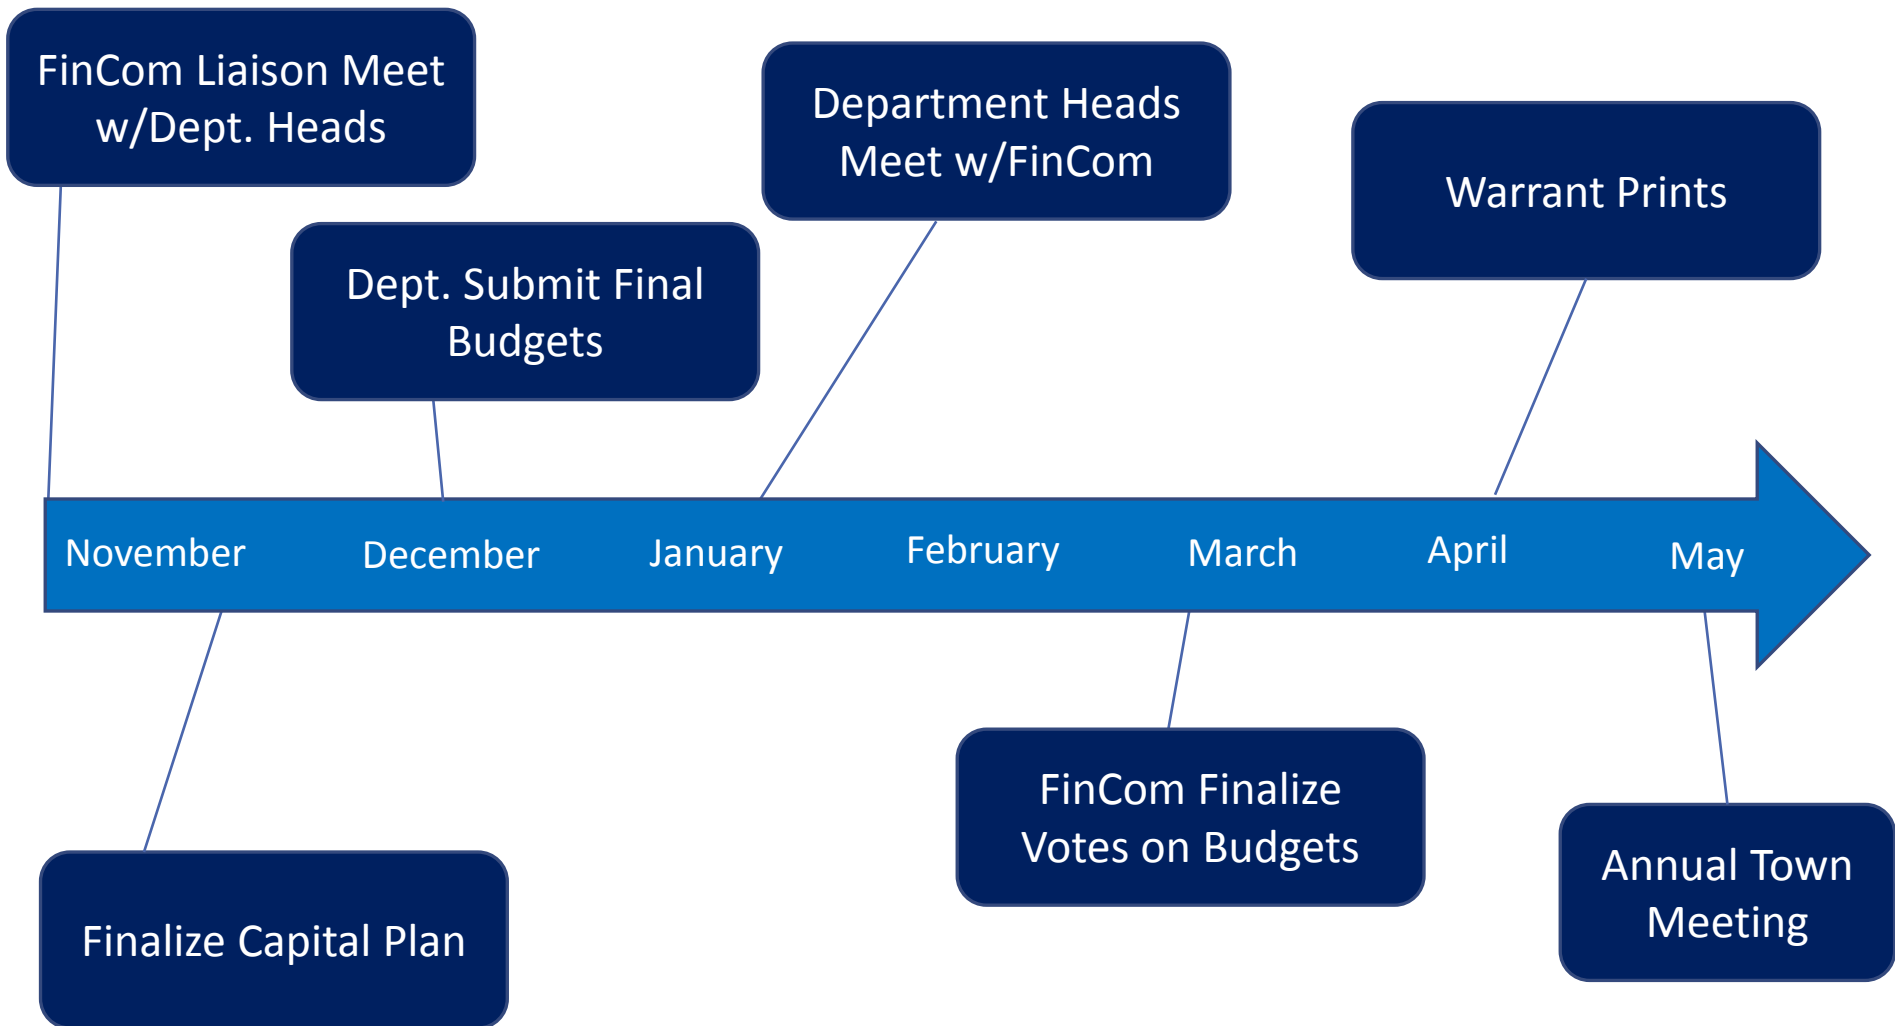 FinCom Liaison Meet
w/Dept. Heads
Department Heads
Meet w/FinCom
Warrant Prints
Dept. Submit Final
Budgets
November
December
January
February
March
April
May
FinCom Finalize
Votes on Budgets
Annual Town
Meeting
Finalize Capital Plan